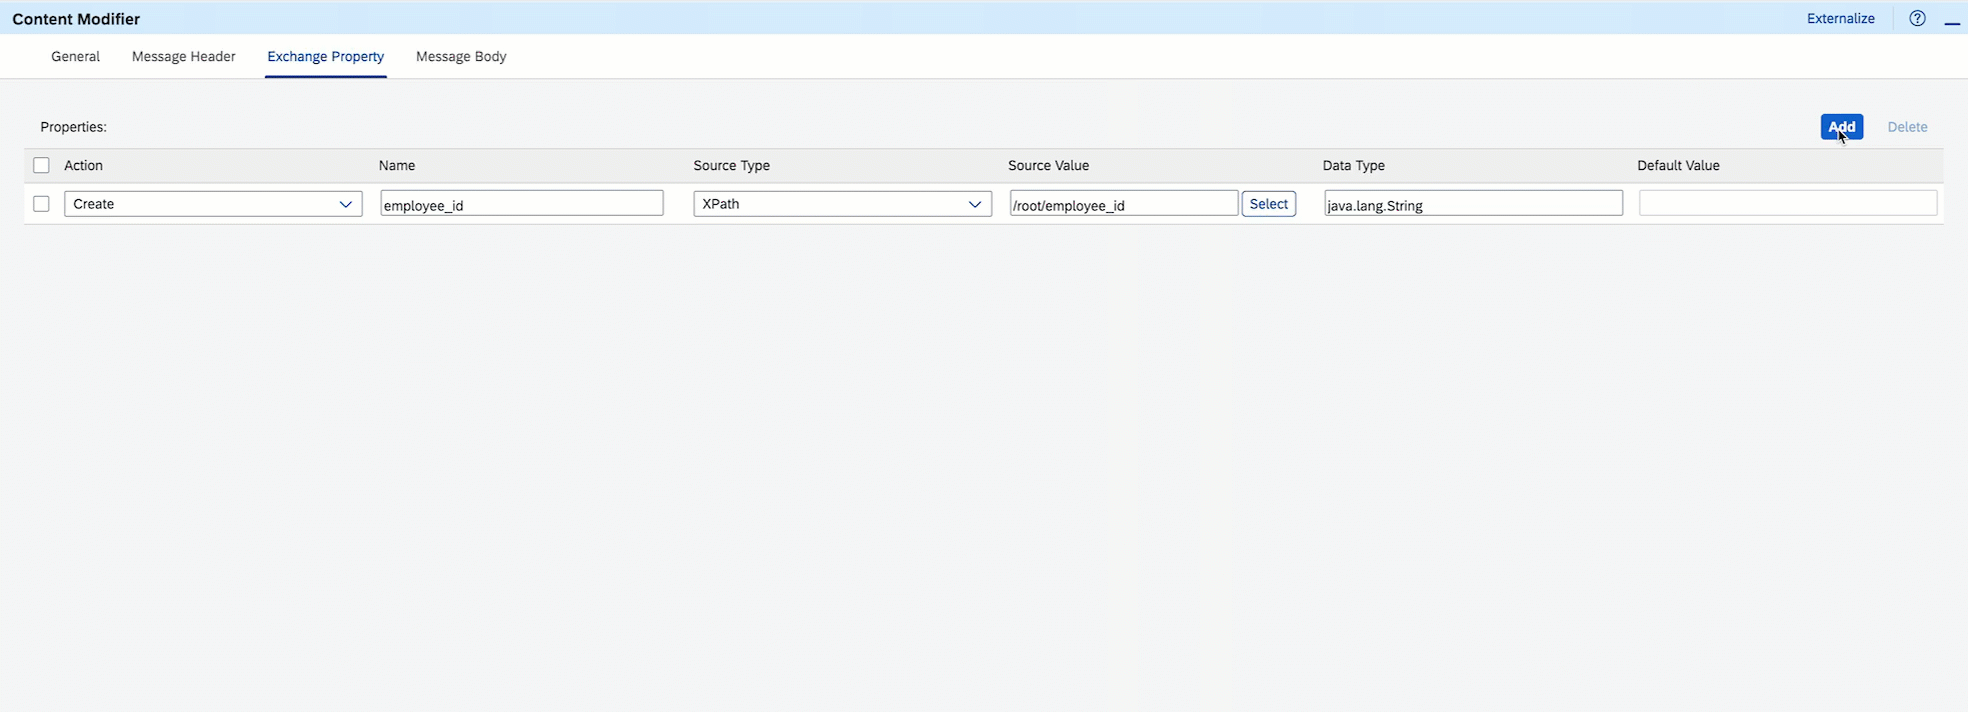 Content Modifier Externalize
General Message Header Exchange Property Message Body
Properties: Add Delete
Action Name Source Type Source Value Data Type Default Value
Create employee_id XPath /root/employee_id Select java.lang.String